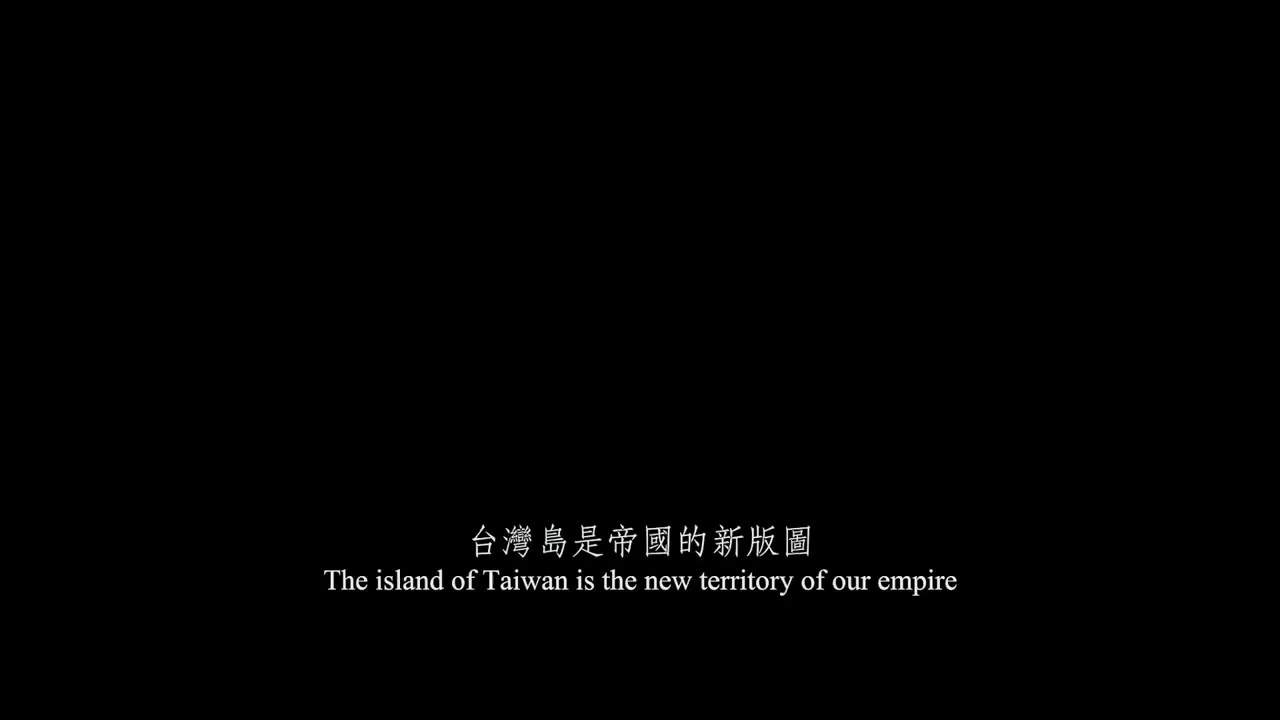 台灣島是帝國的新版圖
The island of Taiwan is the new territory of our empire